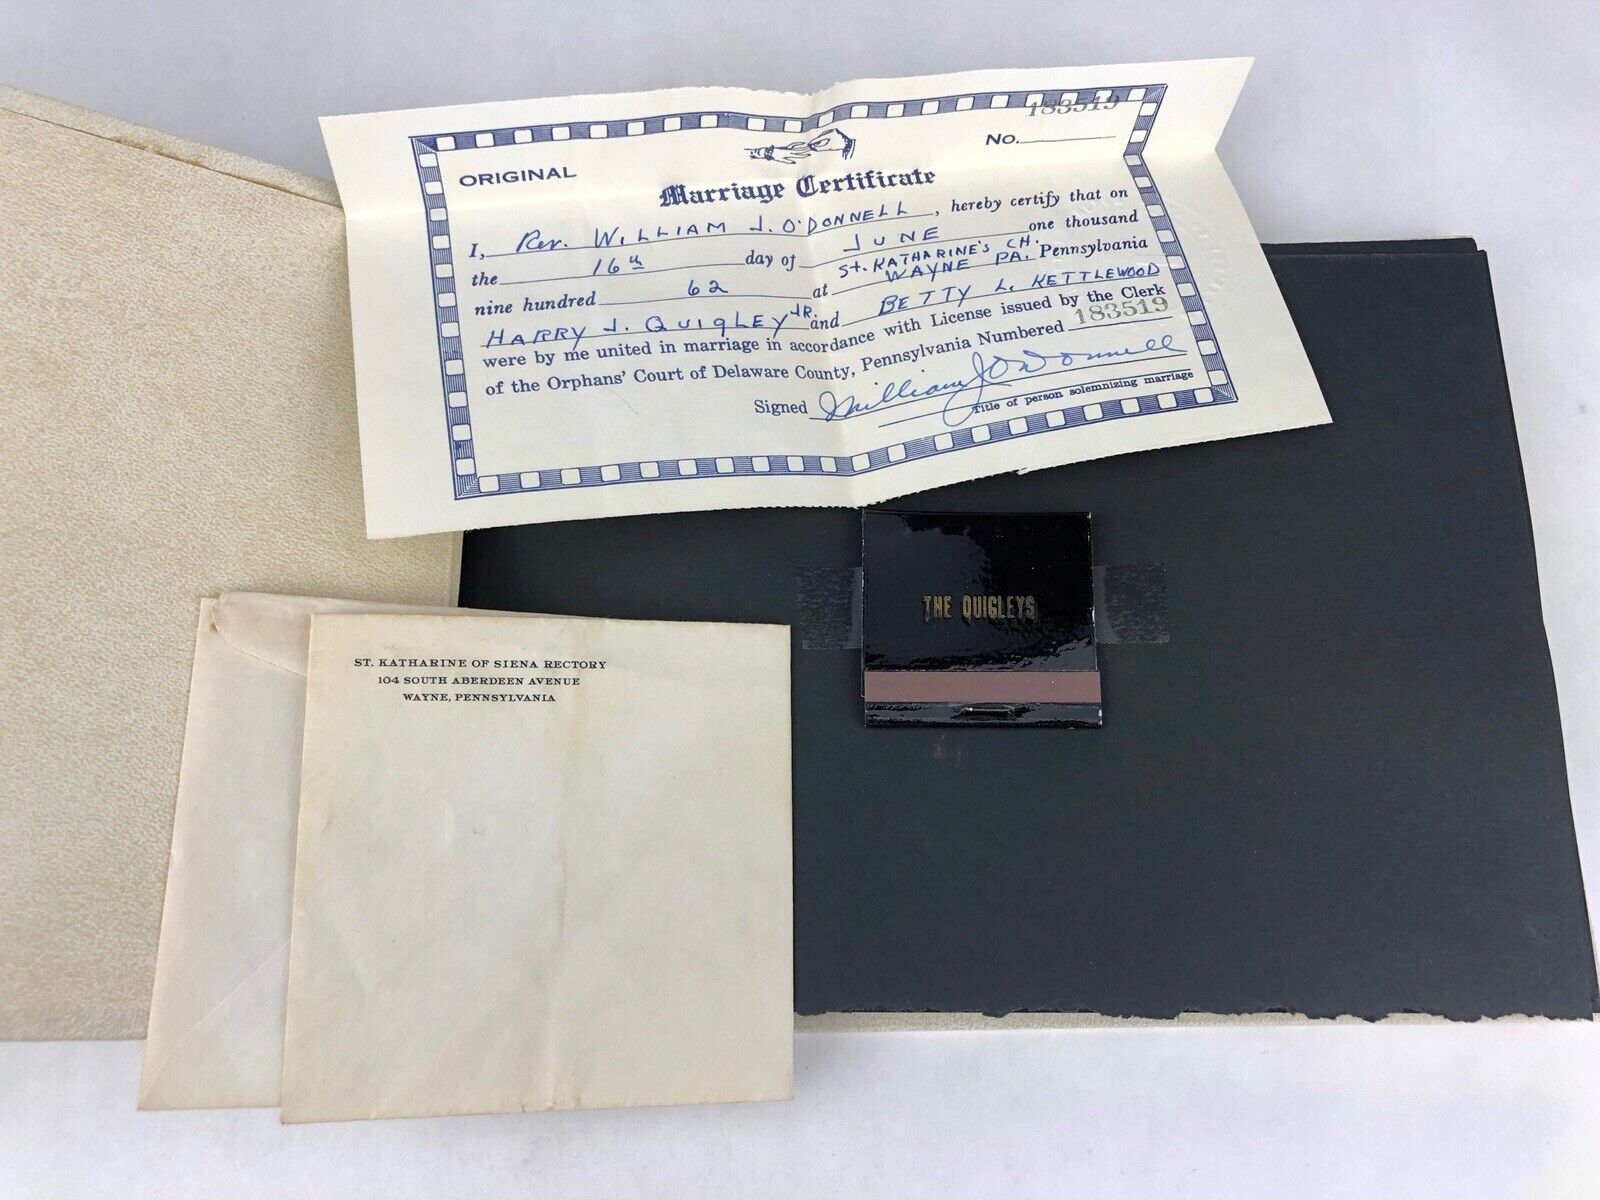 183519
ORIGINAL No.
Marriage Certificate
I, Rev. WILLIAM J. O'DONNELL, hereby certify that on
the 16th day of JUNE one thousand
nine hundred 62 at St. KATHARINE'S CH. WAYNE PA. Pennsylvania
HARRY J. QUIGLEY JR. and BETTY L. KETTLEWOOD
were by me united in marriage in accordance with License issued by the Clerk
of the Orphans' Court of Delaware County, Pennsylvania Numbered 183519
Signed William J O'Donnell
Title of person solemnizing marriage
THE QUIGLEYS
ST. KATHARINE OF SIENA RECTORY
104 SOUTH ABERDEEN AVENUE
WAYNE, PENNSYLVANIA